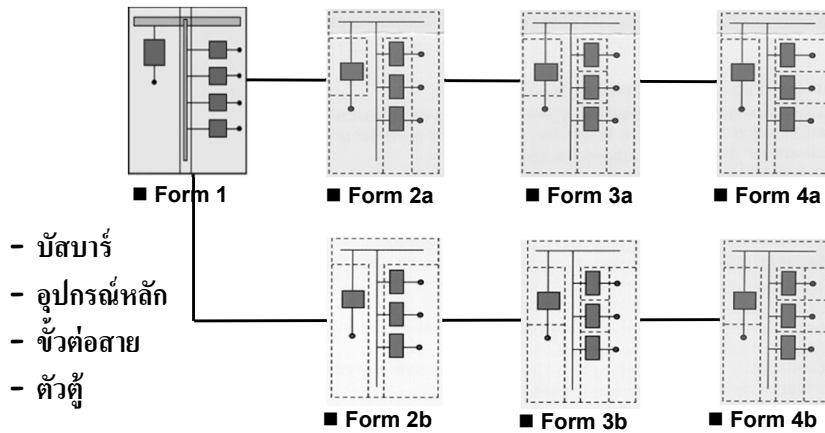 ■ Form 1
■ Form 2a
■ Form 3a
■ Form 4a
- บัสบาร์
- อุปกรณ์หลัก
- ขั้วต่อสาย
- ตัวตู้
■ Form 2b
■ Form 3b
■ Form 4b